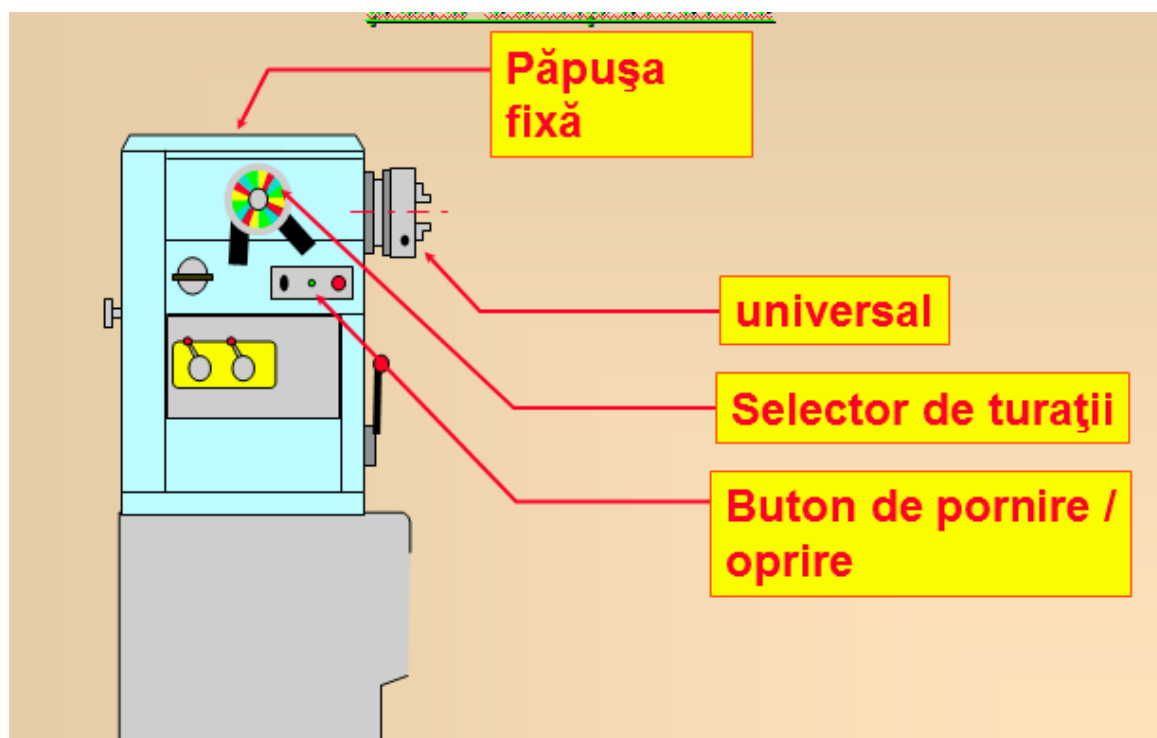 Păpuşa
fixă
universal
Selector de turaţii
Buton de pornire /
oprire